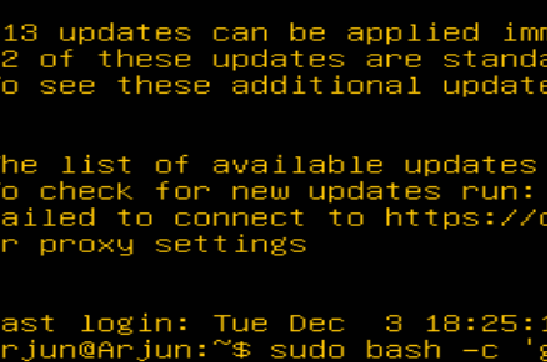 13 updates can be applied imm
2 of these updates are standa
o see these additional update
he list of available updates
o check for new updates run:
ailed to connect to https://c
r proxy settings
ast login: Tue Dec 3 18:25:1
rjun@Arjun:~$ sudo bash -c 'g